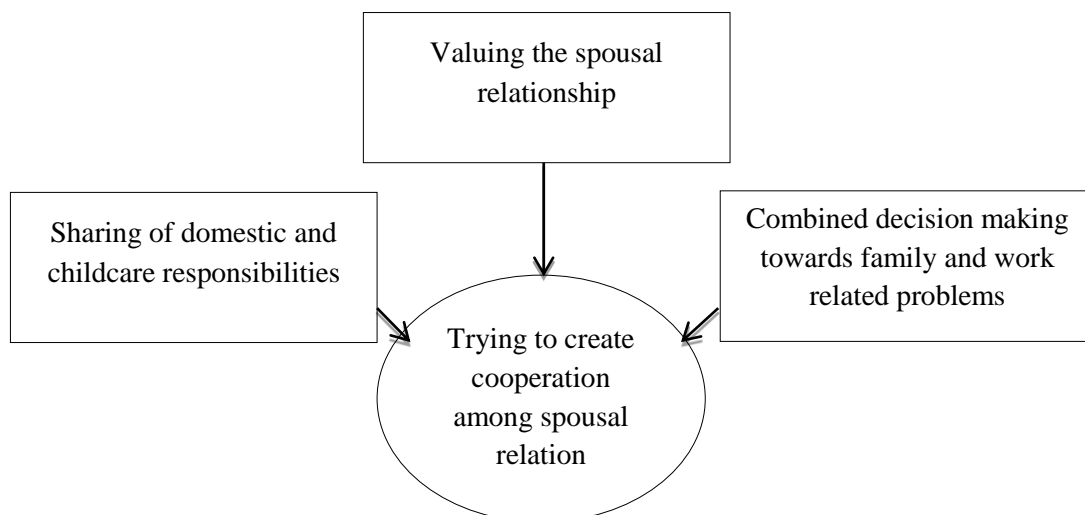 Valuing the spousal
relationship
Sharing of domestic and
childcare responsibilities
Combined decision making
towards family and work
related problems
Trying to create
cooperation
among spousal
relation